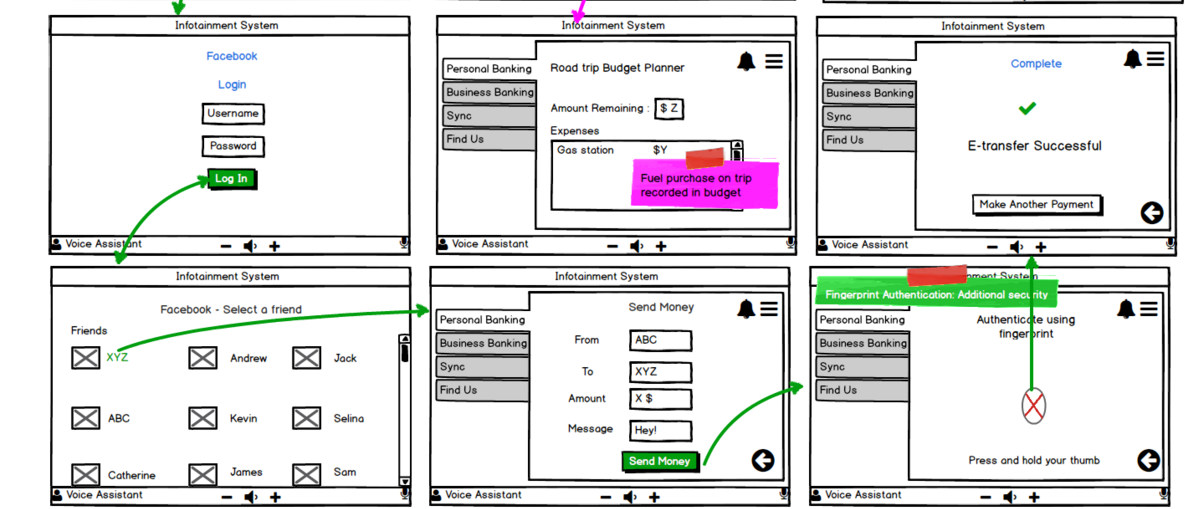 Infotainment System
Facebook
Login
Username
Password
Log In
Voice Assistant
Infotainment System
Personal Banking
Business Banking
Sync
Find Us
Road trip Budget Planner
Amount Remaining : $ Z
Expenses
Gas station $Y
Fuel purchase on trip
recorded in budget
Voice Assistant
Infotainment System
Personal Banking
Business Banking
Sync
Find Us
Complete
E-transfer Successful
Make Another Payment
Voice Assistant
Infotainment System
Facebook - Select a friend
Friends
XYZ Andrew Jack
ABC Kevin Selina
Catherine James Sam
Voice Assistant
Infotainment System
Personal Banking
Business Banking
Sync
Find Us
Send Money
From ABC
To XYZ
Amount X $
Message Hey!
Send Money
Voice Assistant
System
Fingerprint Authentication: Additional security
Personal Banking
Business Banking
Sync
Find Us
Authenticate using
fingerprint
Press and hold your thumb
Voice Assistant